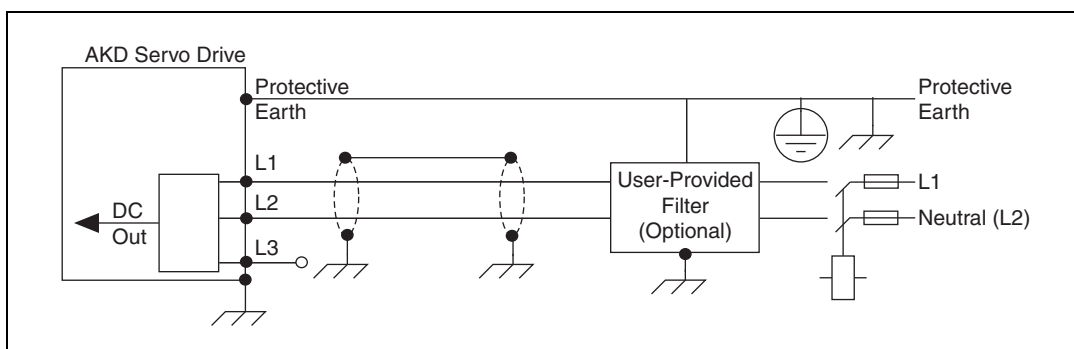 AKD Servo Drive
Protective
Earth
Protective
Earth
L1
L2
L3
DC
Out
User-Provided
Filter
(Optional)
L1
Neutral (L2)